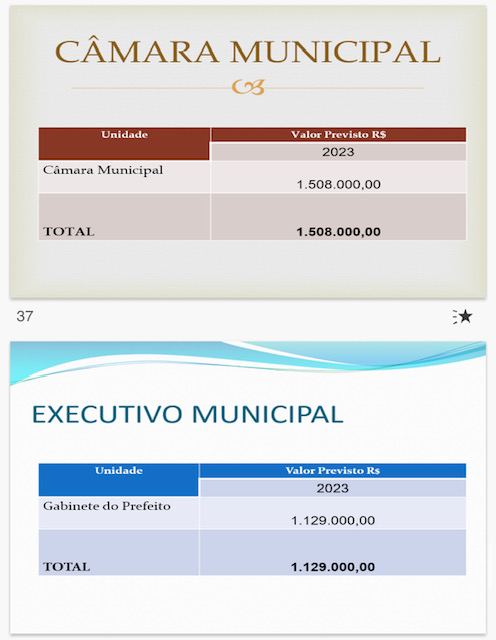 CÂMARA MUNICIPAL
Unidade Valor Previsto R$
2023
Câmara Municipal
1.508.000,00
TOTAL 1.508.000,00
37
EXECUTIVO MUNICIPAL
Unidade Valor Previsto R$
2023
Gabinete do Prefeito
1.129.000,00
TOTAL 1.129.000,00